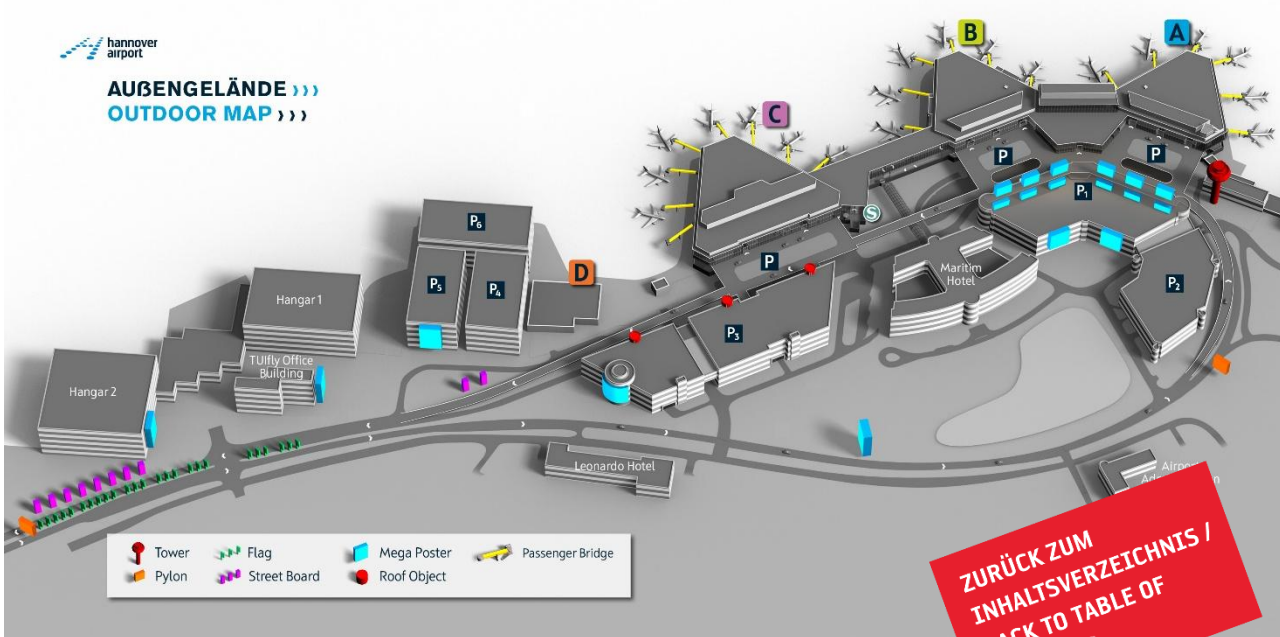 hannover
airport
AUßENGELÄNDE
OUTDOOR MAP
B
A
C
P
P
P1
S
P6
D
P5
P4
P
Maritim
Hotel
P2
Hangar 1
P3
TUIfly Office
Building
Hangar 2
Leonardo Hotel
Tower
Flag
Mega Poster
Passenger Bridge
Pylon
Street Board
Roof Object
ZURÜCK ZUM
INHALTSVERZEICHNIS /
TO TABLE OF